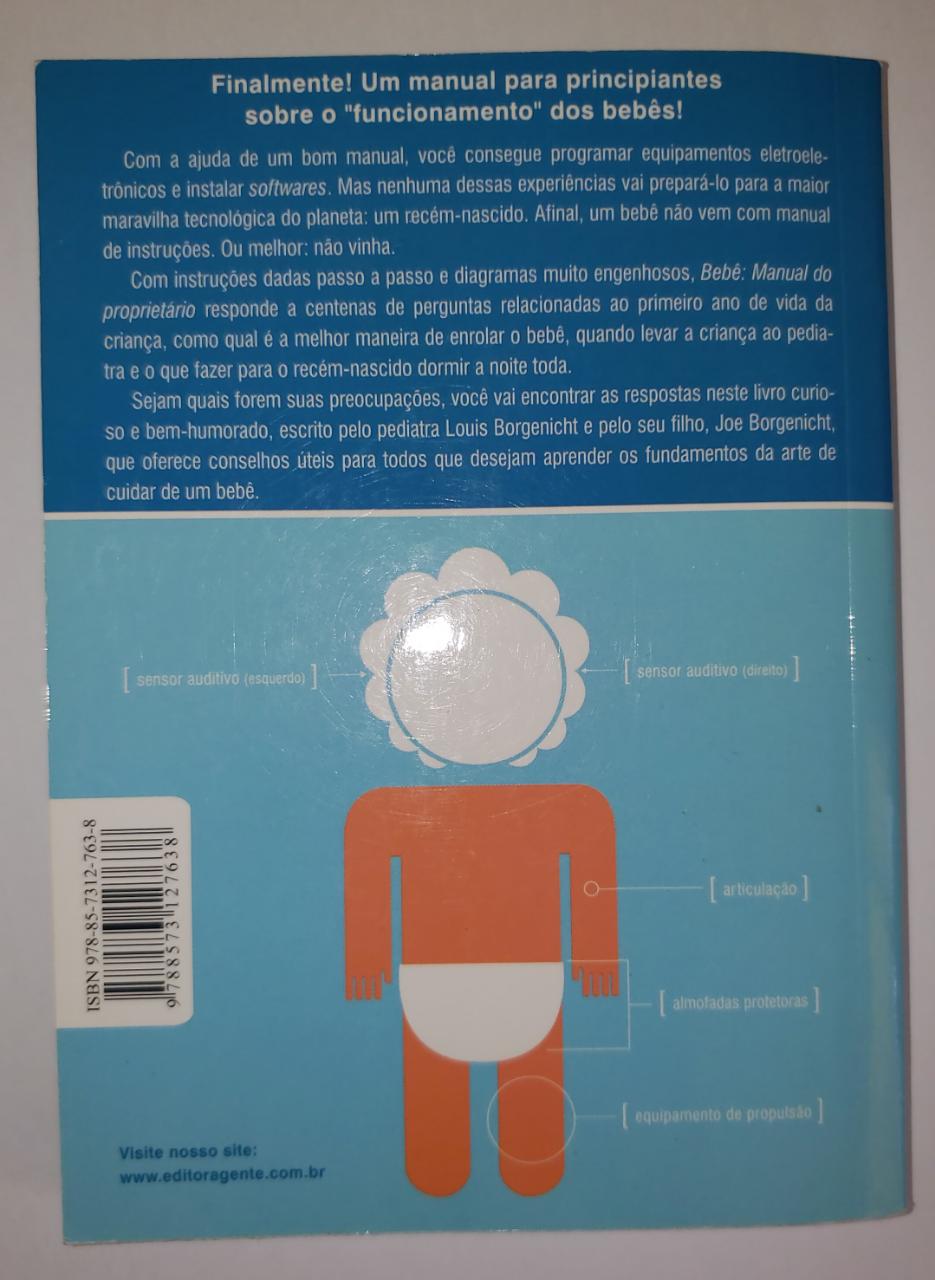 Finalmente! Um manual para principiantes
sobre o "funcionamento" dos bebês!
Com a ajuda de um bom manual, você consegue programar equipamentos eletroele-
trônicos e instalar softwares. Mas nenhuma dessas experiências vai prepará-lo para a maior
maravilha tecnológica do planeta: um recém-nascido. Afinal, um bebê não vem com manual
de instruções. Ou melhor: não vinha.
Com instruções dadas passo a passo e diagramas muito engenhosos, Bebê: Manual do
proprietário responde a centenas de perguntas relacionadas ao primeiro ano de vida da
criança, como qual é a melhor maneira de enrolar o bebê, quando levar a criança ao pedia-
tra e o que fazer para o recém-nascido dormir a noite toda.
Sejam quais forem suas preocupações, você vai encontrar as respostas neste livro curio-
so e bem-humorado, escrito pelo pediatra Louis Borgenicht e pelo seu filho, Joe Borgenicht,
que oferece conselhos úteis para todos que desejam aprender os fundamentos da arte de
cuidar de um bebê.
[ sensor auditivo (esquerdo) ]
[ sensor auditivo (direito) ]
[ articulação ]
[ almofadas protetoras ]
[ equipamento de propulsão ]
ISBN 978-85-7312-763-8
9 788573 127638
Visite nosso site:
www.editoragente.com.br